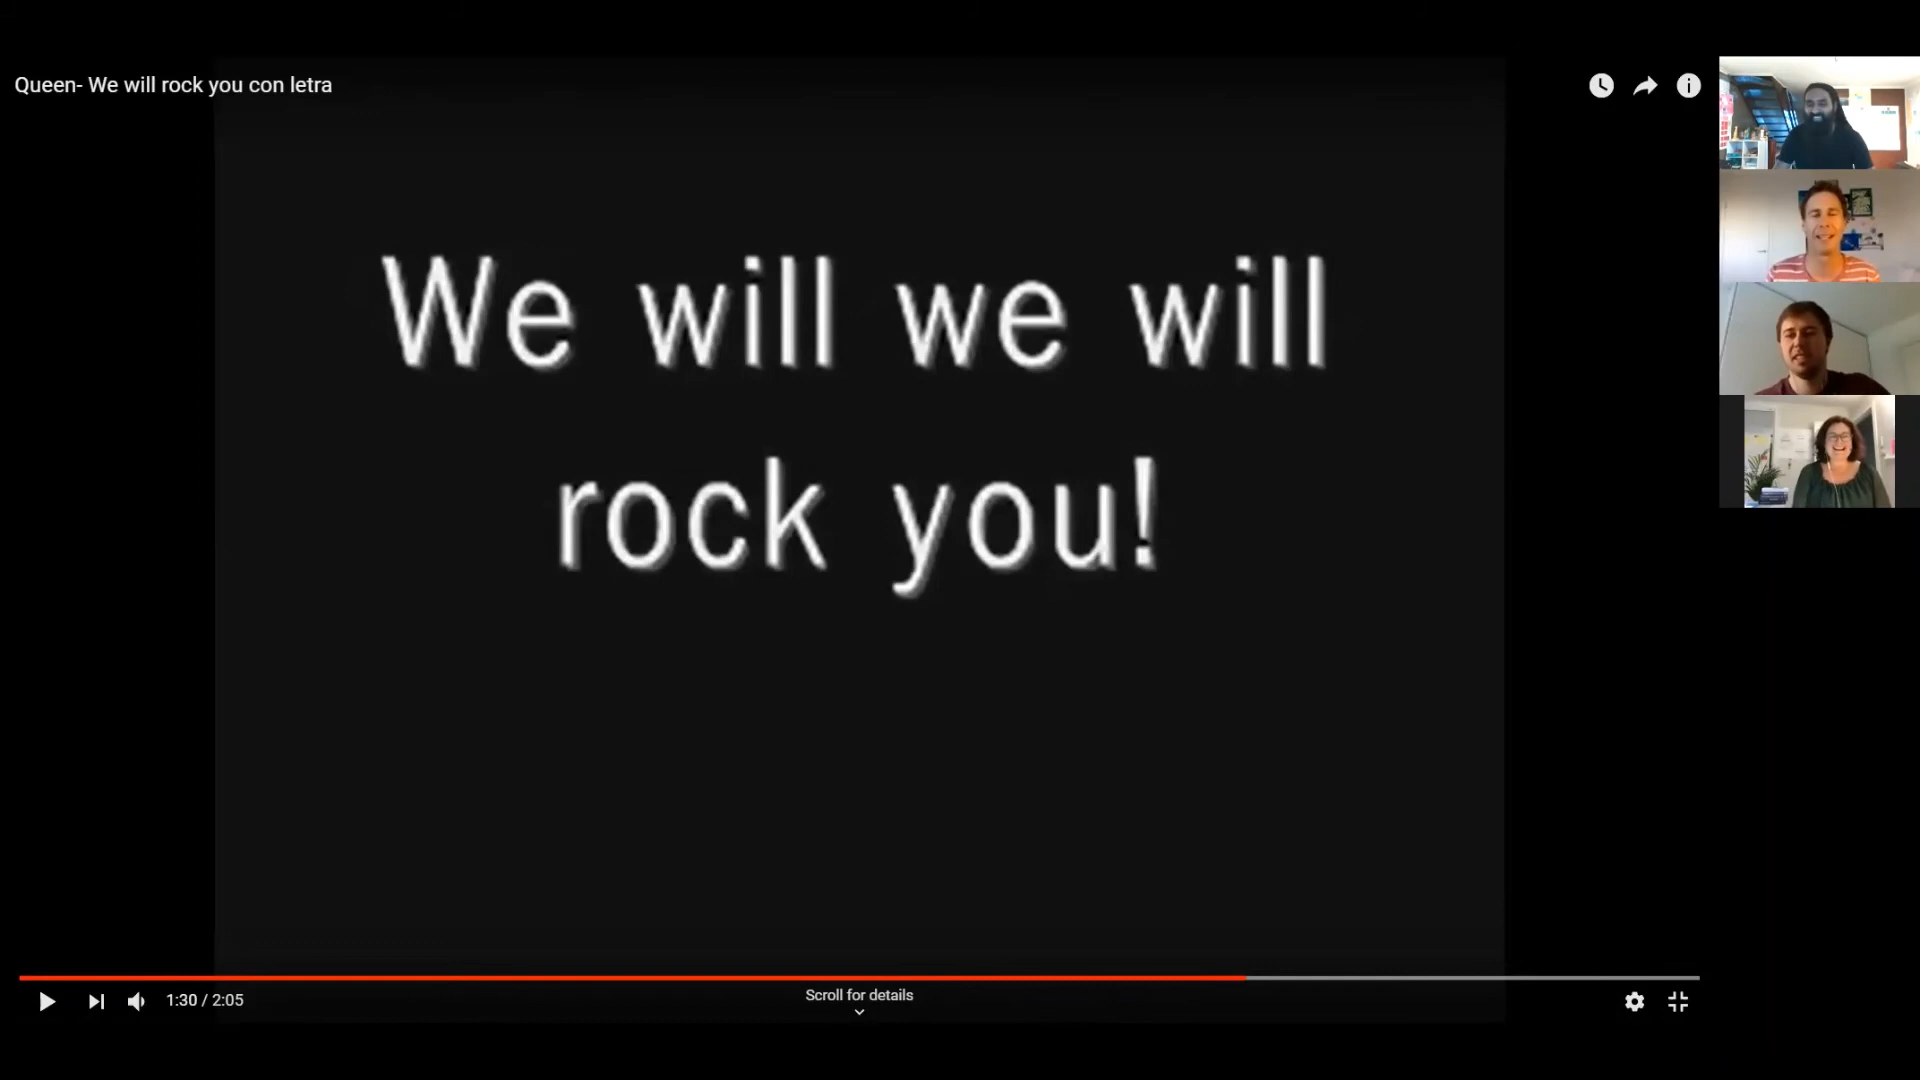 Queen- We will rock you con letra
We will we will
rock you!
1:30 / 2:05
Scroll for details